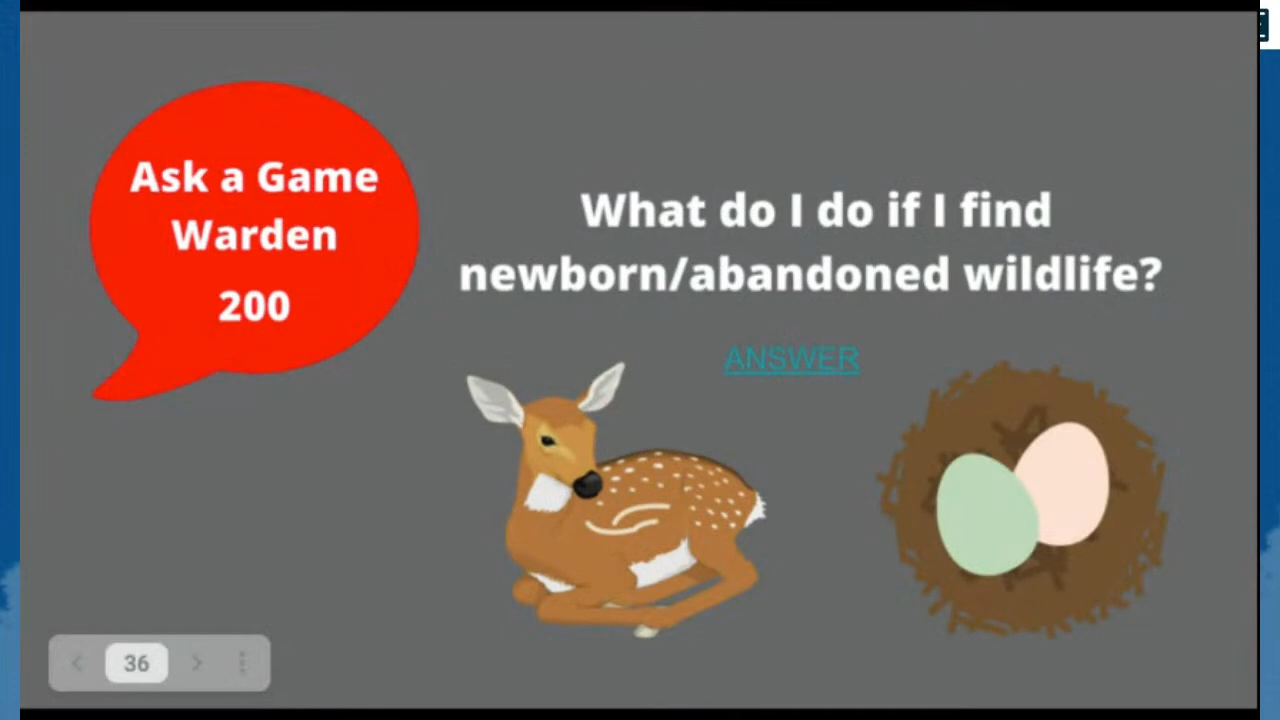 Ask a Game
Warden
200
What do I do if I find
newborn/abandoned wildlife?
ANSWER
36